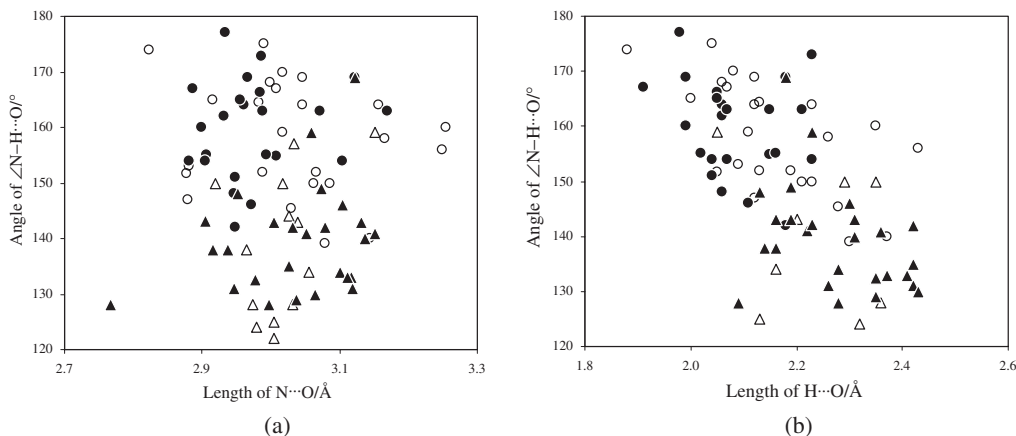 180
170
160
150
140
130
120
Angle of ∠N–H···O/°
2.7 2.9 3.1 3.3
Length of N···O/Å
(a)
180
170
160
150
140
130
120
Angle of ∠N–H···O/°
1.8 2.0 2.2 2.4 2.6
Length of H···O/Å
(b)